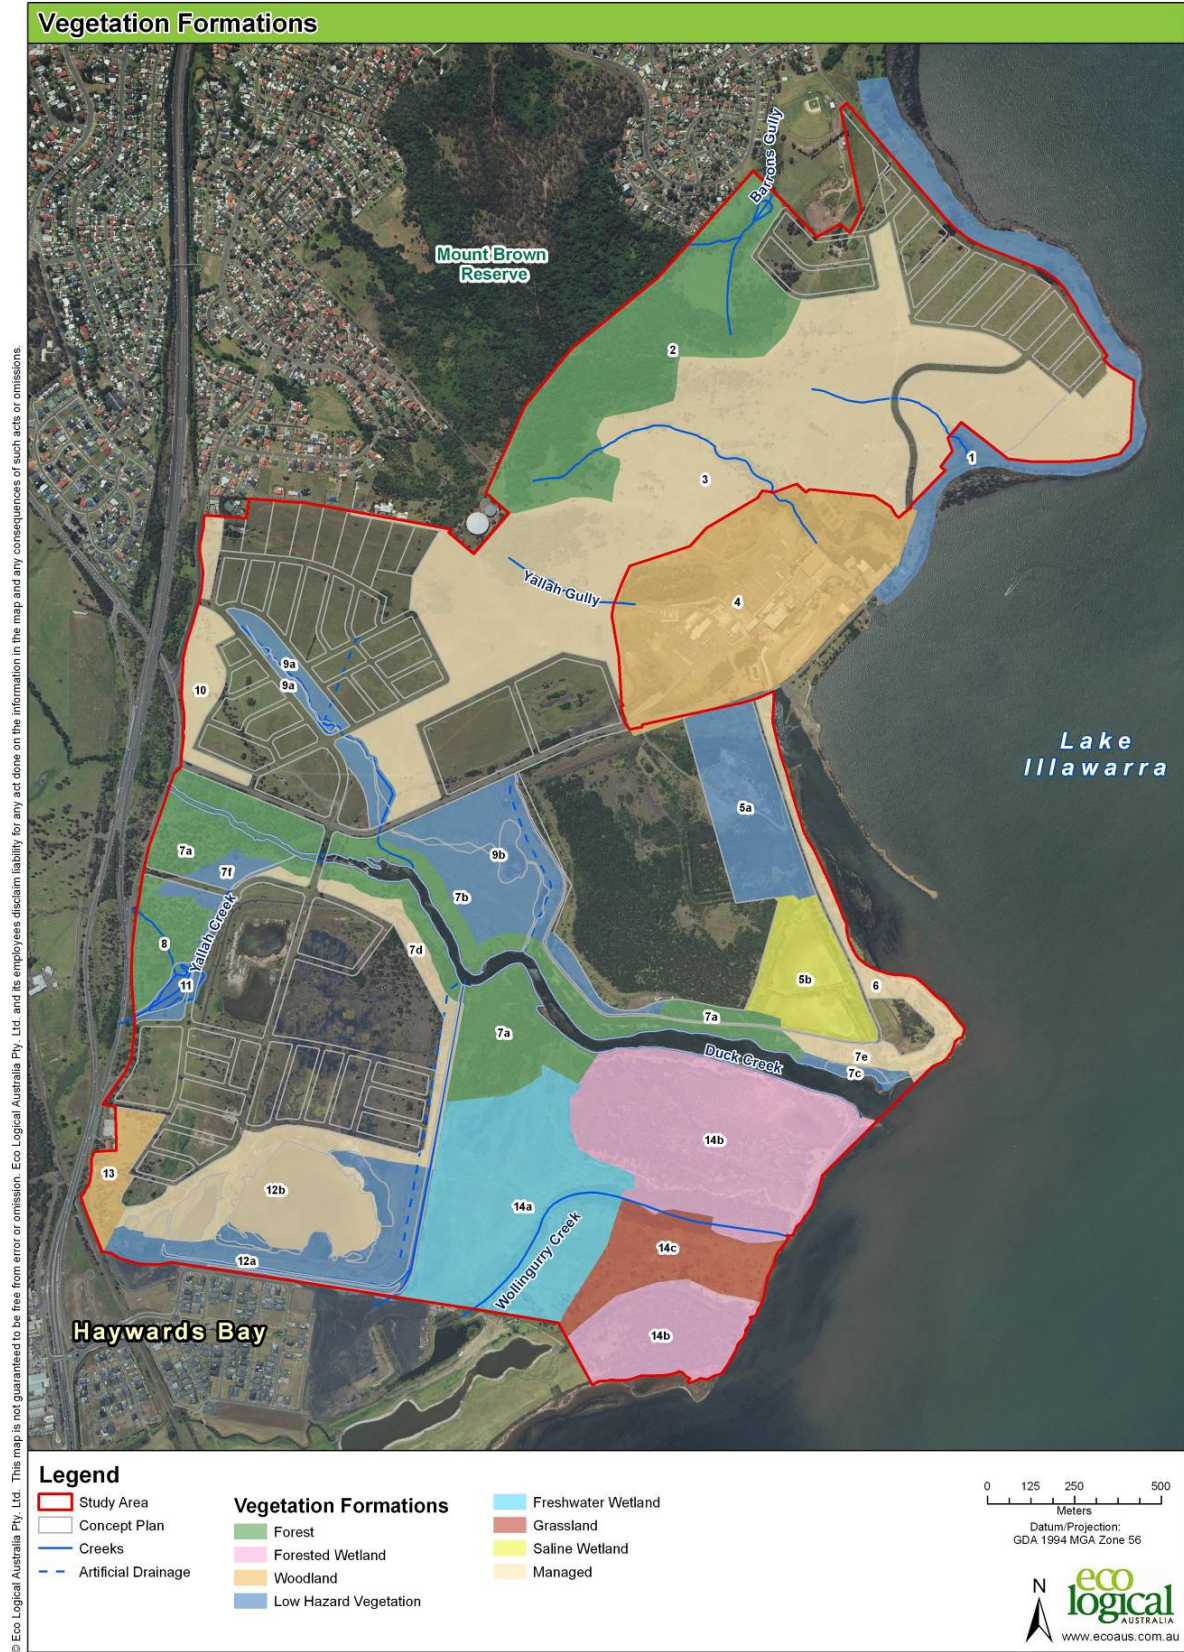 Vegetation Formations
Barrons Gully
Mount Brown
Reserve
2
1
3
Yallah Gully
4
9a
9a
10
Lake
Illawarra
5a
7a
7f
9b
7b
8
Yallah Creek
7d
11
5b
6
7a
7a
Duck Creek
7e
7c
14b
13
12b
14a
Wollingurry Creek
14c
12a
Haywards Bay
14b
© Eco Logical Australia Pty. Ltd. This map is not guaranteed to be free from error or omission. Eco Logical Australia Pty. Ltd. and its employees disclaim liability for any act done on the information in the map and any consequences of such acts or omissions.
Legend
Study Area
Concept Plan
Creeks
Artificial Drainage
Vegetation Formations
Forest
Forested Wetland
Woodland
Low Hazard Vegetation
Freshwater Wetland
Grassland
Saline Wetland
Managed
0 125 250 500
Meters
Datum/Projection:
GDA 1994 MGA Zone 56
N
eco
logical
AUSTRALIA
www.ecoaus.com.au